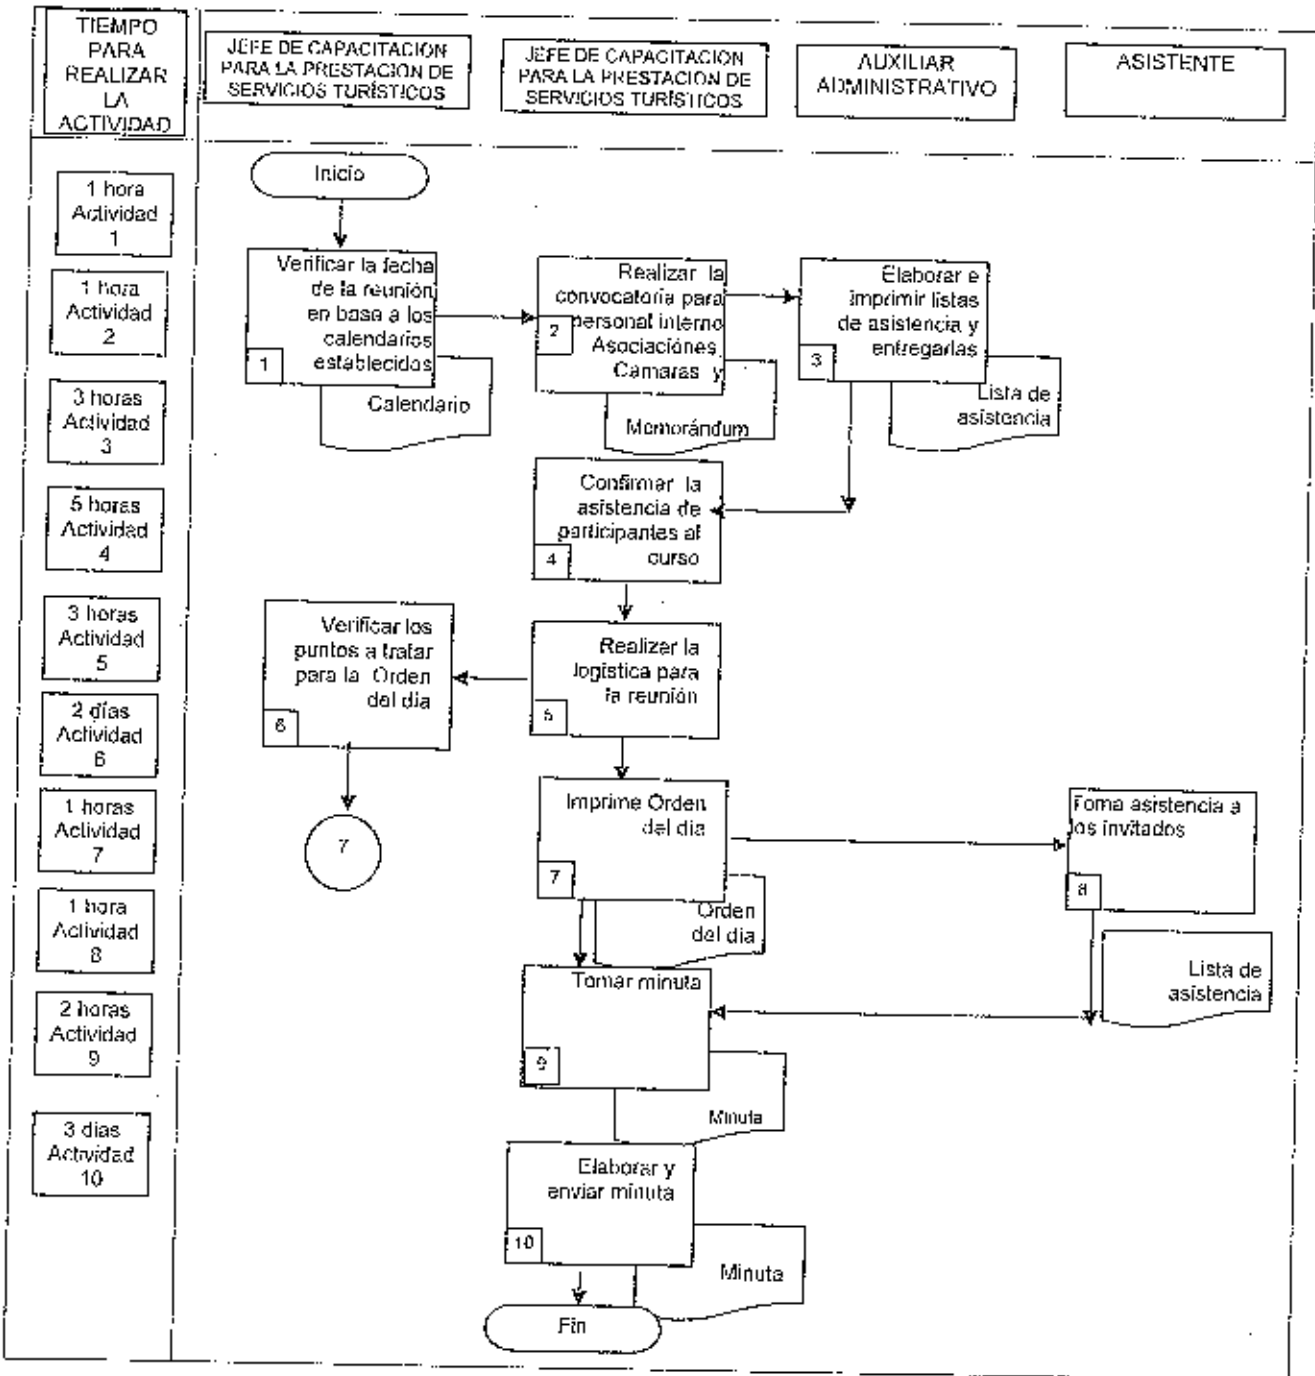 TIEMPO
PARA
REALIZAR
LA
ACTIVIDAD
JEFE DE CAPACITACION
PARA LA PRESTACION DE
SERVICIOS TURÍSTICOS
JEFE DE CAPACITACION
PARA LA PRESTACION DE
SERVICIOS TURÍSTICOS
AUXILIAR
ADMINISTRATIVO
ASISTENTE
1 hora
Actividad
1
1 hora
Actividad
2
3 horas
Actividad
3
5 horas
Actividad
4
3 horas
Actividad
5
2 días
Actividad
6
1 horas
Actividad
7
1 hora
Actividad
8
2 horas
Actividad
9
3 dias
Actividad
10
Inicio
Verificar la fecha
de la reunión
en base a los
calendarios
establecidos
1
Calendario
Realizar la
convocatoria para
personal interno
Asociaciónes
Camaras y
2
Memorándum
Elaborar e
imprimir listas
de asistencia y
entregarlas
3
Lista de
asistencia
Confirmar la
asistencia de
participantes al
curso
4
Realizar la
logística para
la reunión
5
Verificar los
puntos a tratar
para la Orden
del dia
6
7
Imprime Orden
del dia
7
Orden
del dia
Toma asistencia a
os invitados
8
Lista de
asistencia
Tomar minuta
9
Minuta
Elaborar y
enviar minuta
10
Minuta
Fin